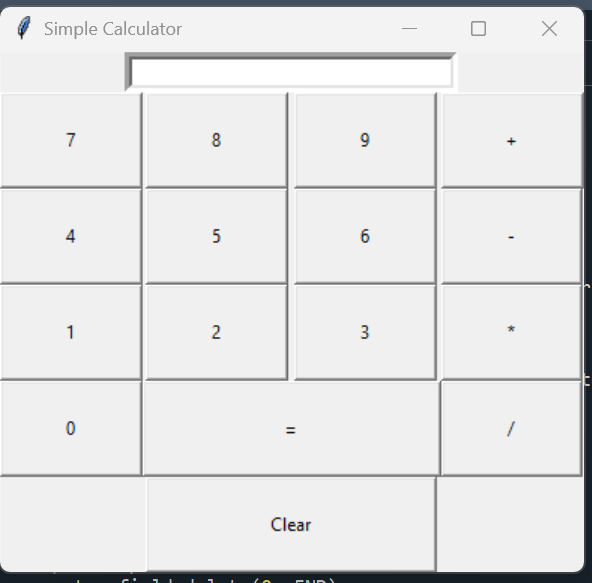 Simple Calculator
7 8 9 +
4 5 6 -
1 2 3 *
0 = /
Clear